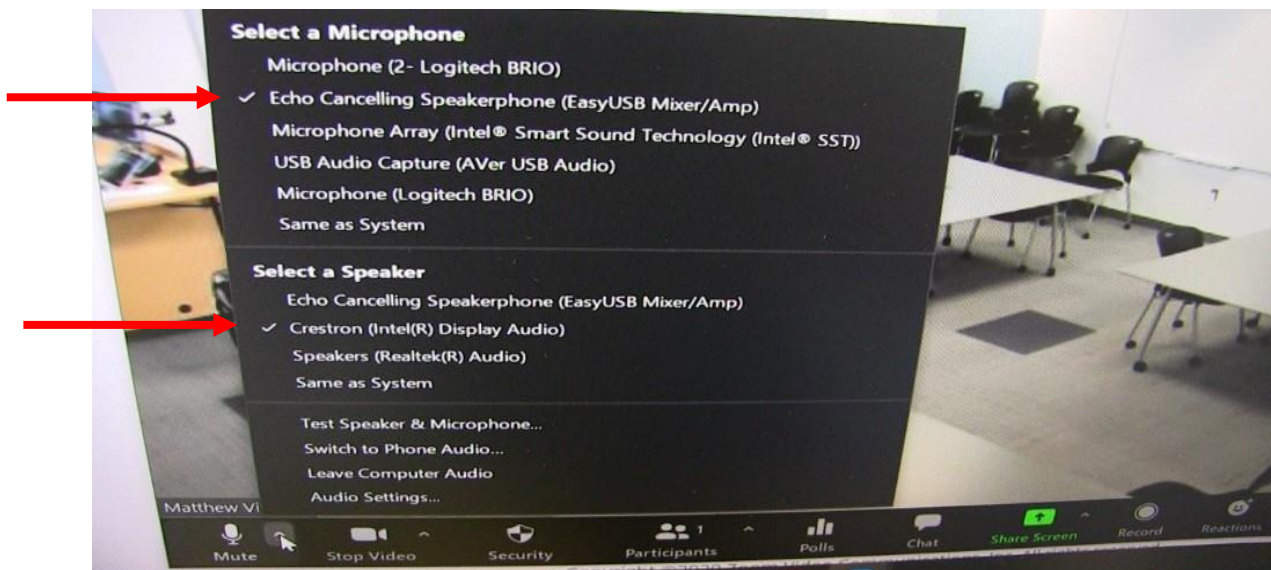 Select a Microphone
Microphone (2- Logitech BRIO)
✓ Echo Cancelling Speakerphone (EasyUSB Mixer/Amp)
Microphone Array (Intel® Smart Sound Technology (Intel® SST))
USB Audio Capture (AVer USB Audio)
Microphone (Logitech BRIO)
Same as System
Select a Speaker
Echo Cancelling Speakerphone (EasyUSB Mixer/Amp)
✓ Crestron (Intel(R) Display Audio)
Speakers (Realtek(R) Audio)
Same as System
Test Speaker & Microphone...
Switch to Phone Audio...
Leave Computer Audio
Audio Settings...
Matthew Vi
1
Mute Stop Video Security Participants Polls Chat Share Screen Record Reactions